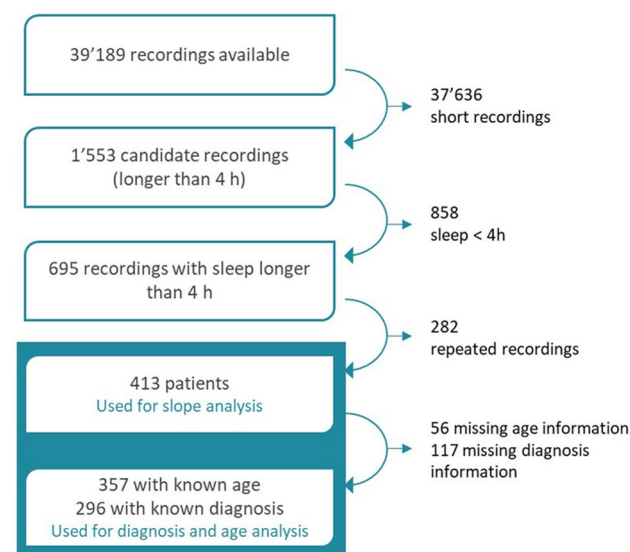 39’189 recordings available
37’636
short recordings
1’553 candidate recordings
(longer than 4 h)
858
sleep < 4h
695 recordings with sleep longer
than 4 h
282
repeated recordings
413 patients
Used for slope analysis
56 missing age information
117 missing diagnosis
information
357 with known age
296 with known diagnosis
Used for diagnosis and age analysis